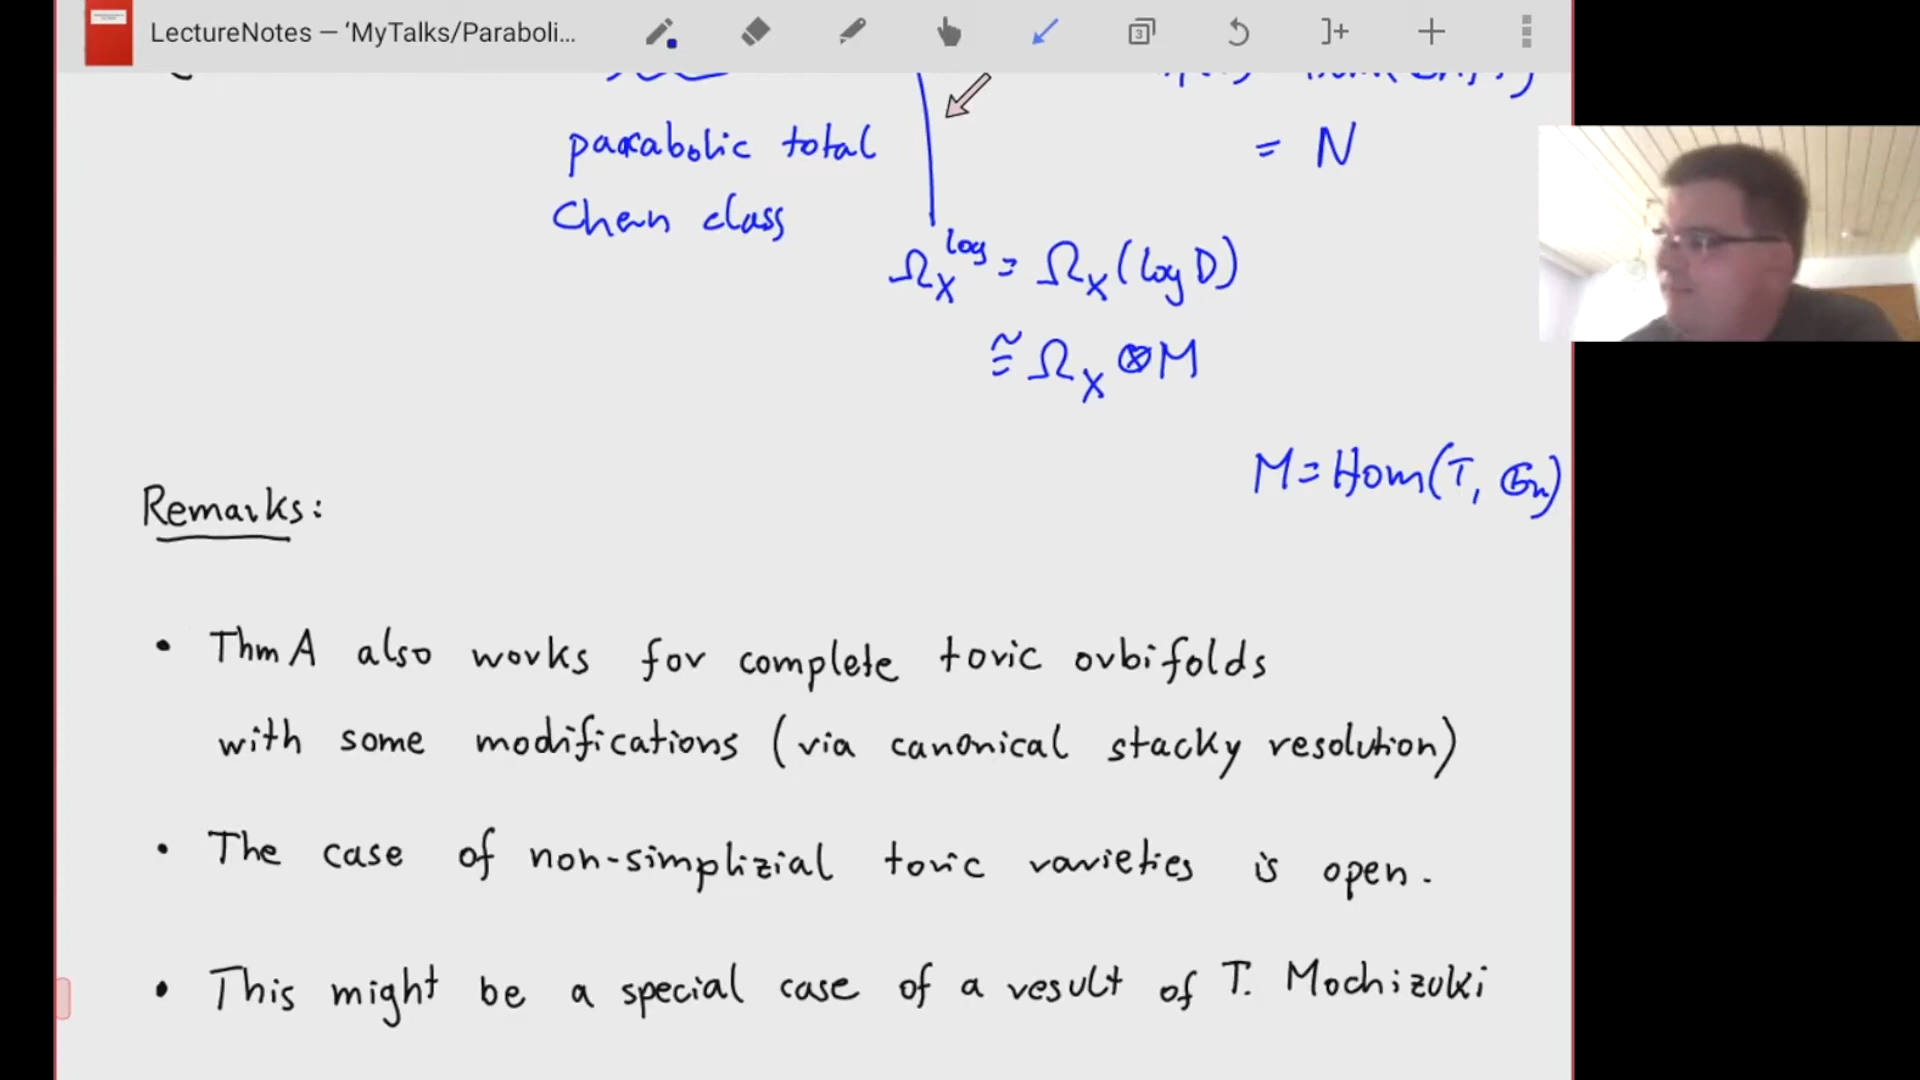 LectureNotes – ‘MyTalks/Paraboli...
parabolic total
Chern class
= N
Ω_X^log = Ω_X(log D)
≅ Ω_X ⊗ M
M = Hom(T, Gm)
Remarks:
• Thm A also works for complete toric orbifolds
with some modifications (via canonical stacky resolution)
• The case of non-simplizial toric varieties is open.
• This might be a special case of a result of T. Mochizuki